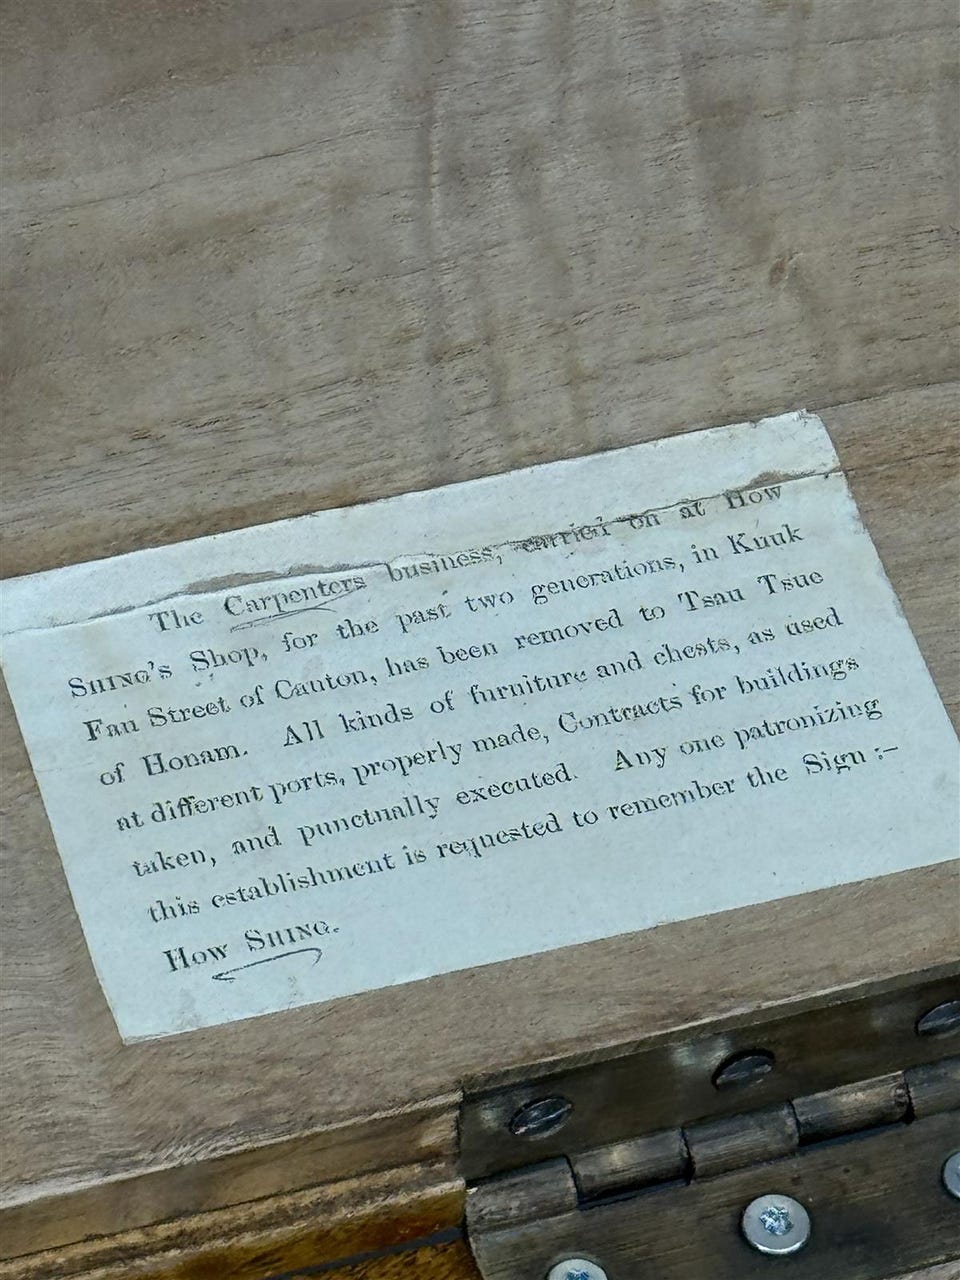 The Carpenters business, carried on at How
Shing's Shop, for the past two generations, in Kuuk
Fau Street of Canton, has been removed to Tsau Tsue
of Honam. All kinds of furniture and chests, as used
at different ports, properly made, Contracts for buildings
taken, and punctually executed. Any one patronizing
this establishment is requested to remember the Sign :–
How Shing.